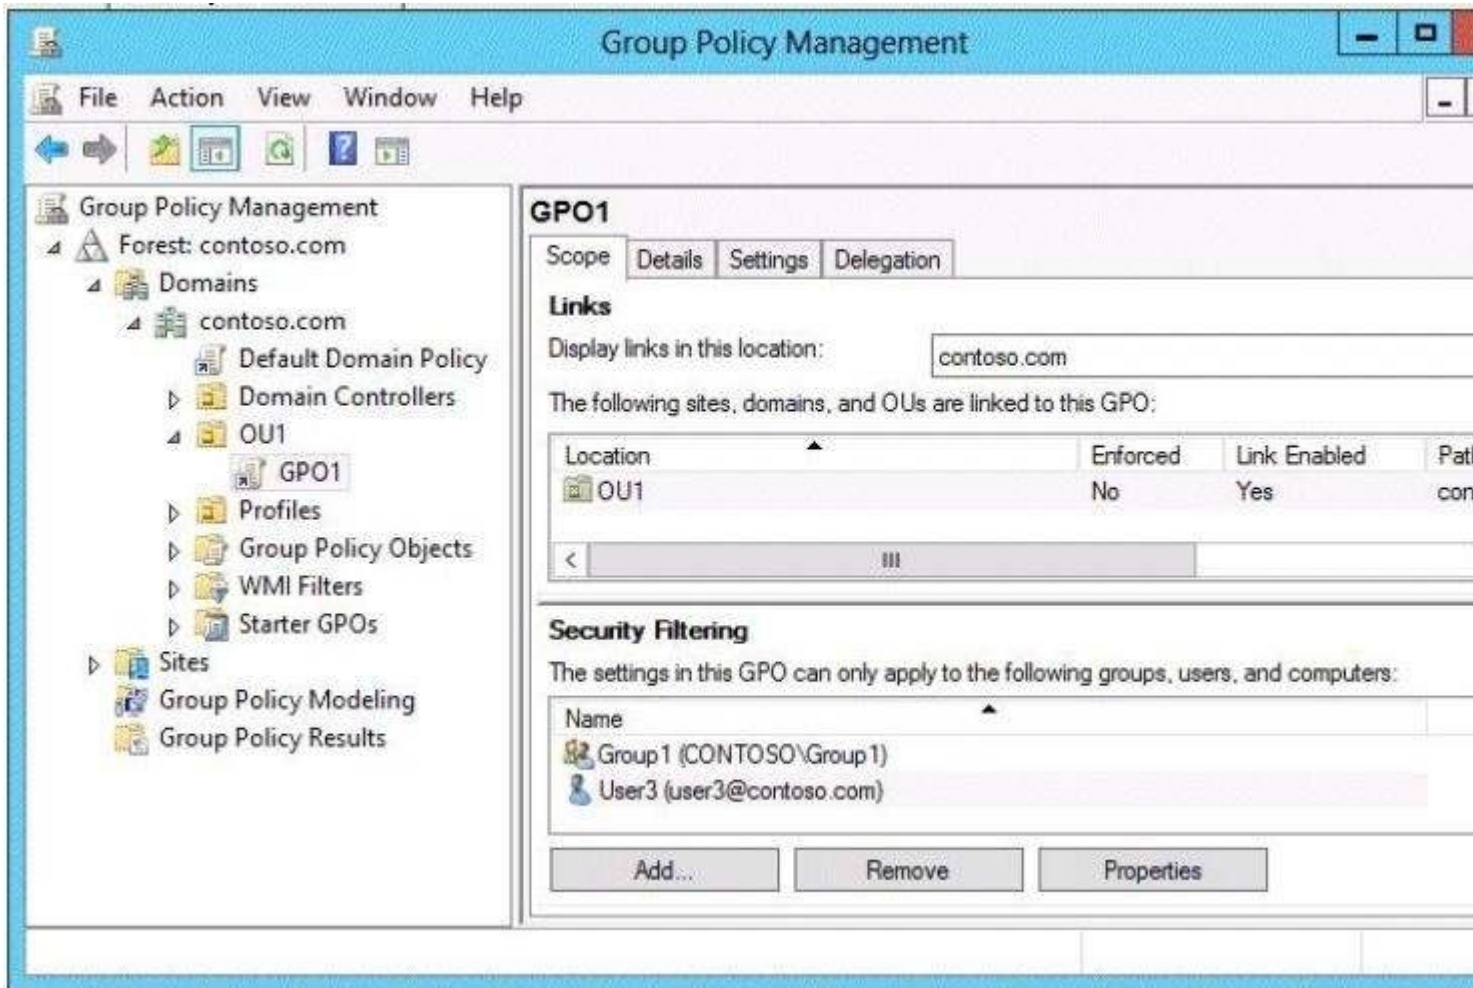 Group Policy Management
File Action View Window Help
Group Policy Management
Forest: contoso.com
Domains
contoso.com
Default Domain Policy
Domain Controllers
OU1
GPO1
Profiles
Group Policy Objects
WMI Filters
Starter GPOs
Sites
Group Policy Modeling
Group Policy Results
GPO1
Scope Details Settings Delegation
Links
Display links in this location: contoso.com
The following sites, domains, and OUs are linked to this GPO:
Location Enforced Link Enabled
OU1 No Yes
Security Filtering
The settings in this GPO can only apply to the following groups, users, and computers:
Name
Group1 (CONTOSO\Group1)
User3 (user3@contoso.com)
Add... Remove Properties